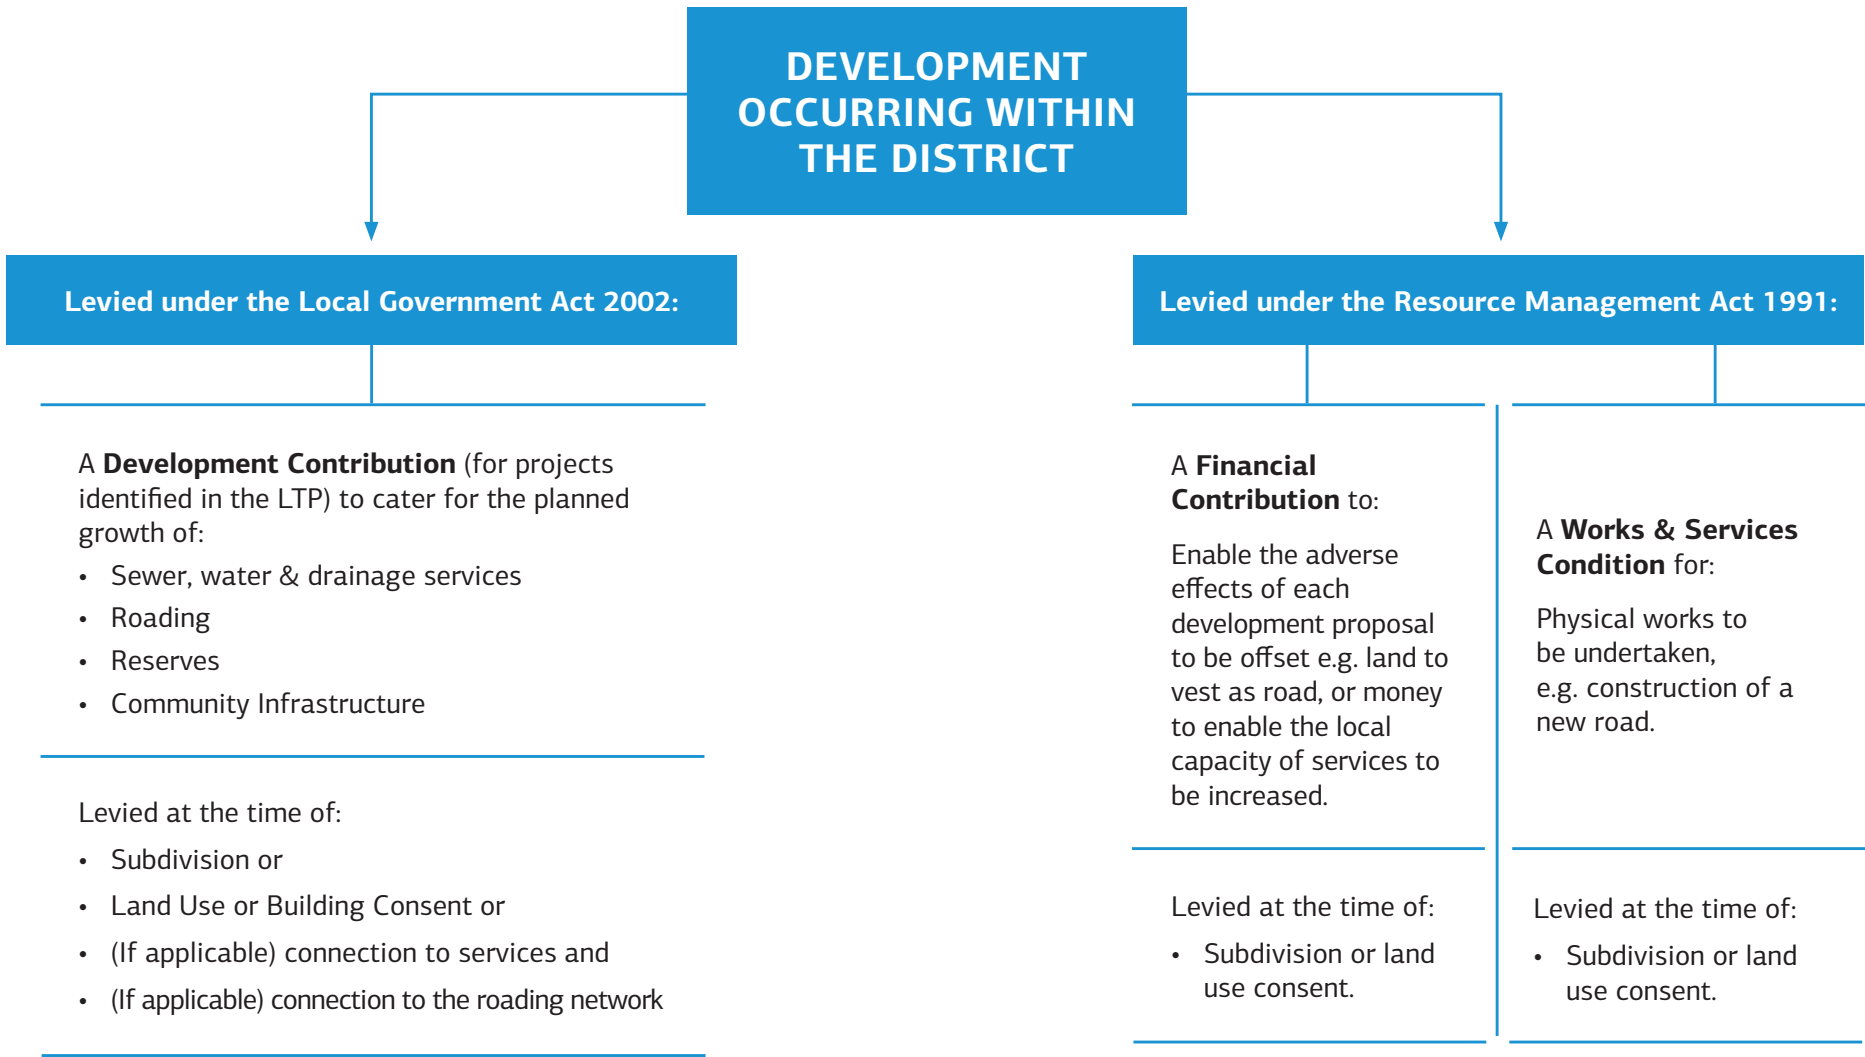 DEVELOPMENT
OCCURRING WITHIN
THE DISTRICT
Levied under the Local Government Act 2002:
A Development Contribution (for projects
identified in the LTP) to cater for the planned
growth of:
• Sewer, water & drainage services
• Roading
• Reserves
• Community Infrastructure
Levied at the time of:
• Subdivision or
• Land Use or Building Consent or
• (If applicable) connection to services and
• (If applicable) connection to the roading network
Levied under the Resource Management Act 1991:
A Financial
Contribution to:
Enable the adverse
effects of each
development proposal
to be offset e.g. land to
vest as road, or money
to enable the local
capacity of services to
be increased.
Levied at the time of:
• Subdivision or land
use consent.
A Works & Services
Condition for:
Physical works to
be undertaken,
e.g. construction of a
new road.
Levied at the time of:
• Subdivision or land
use consent.